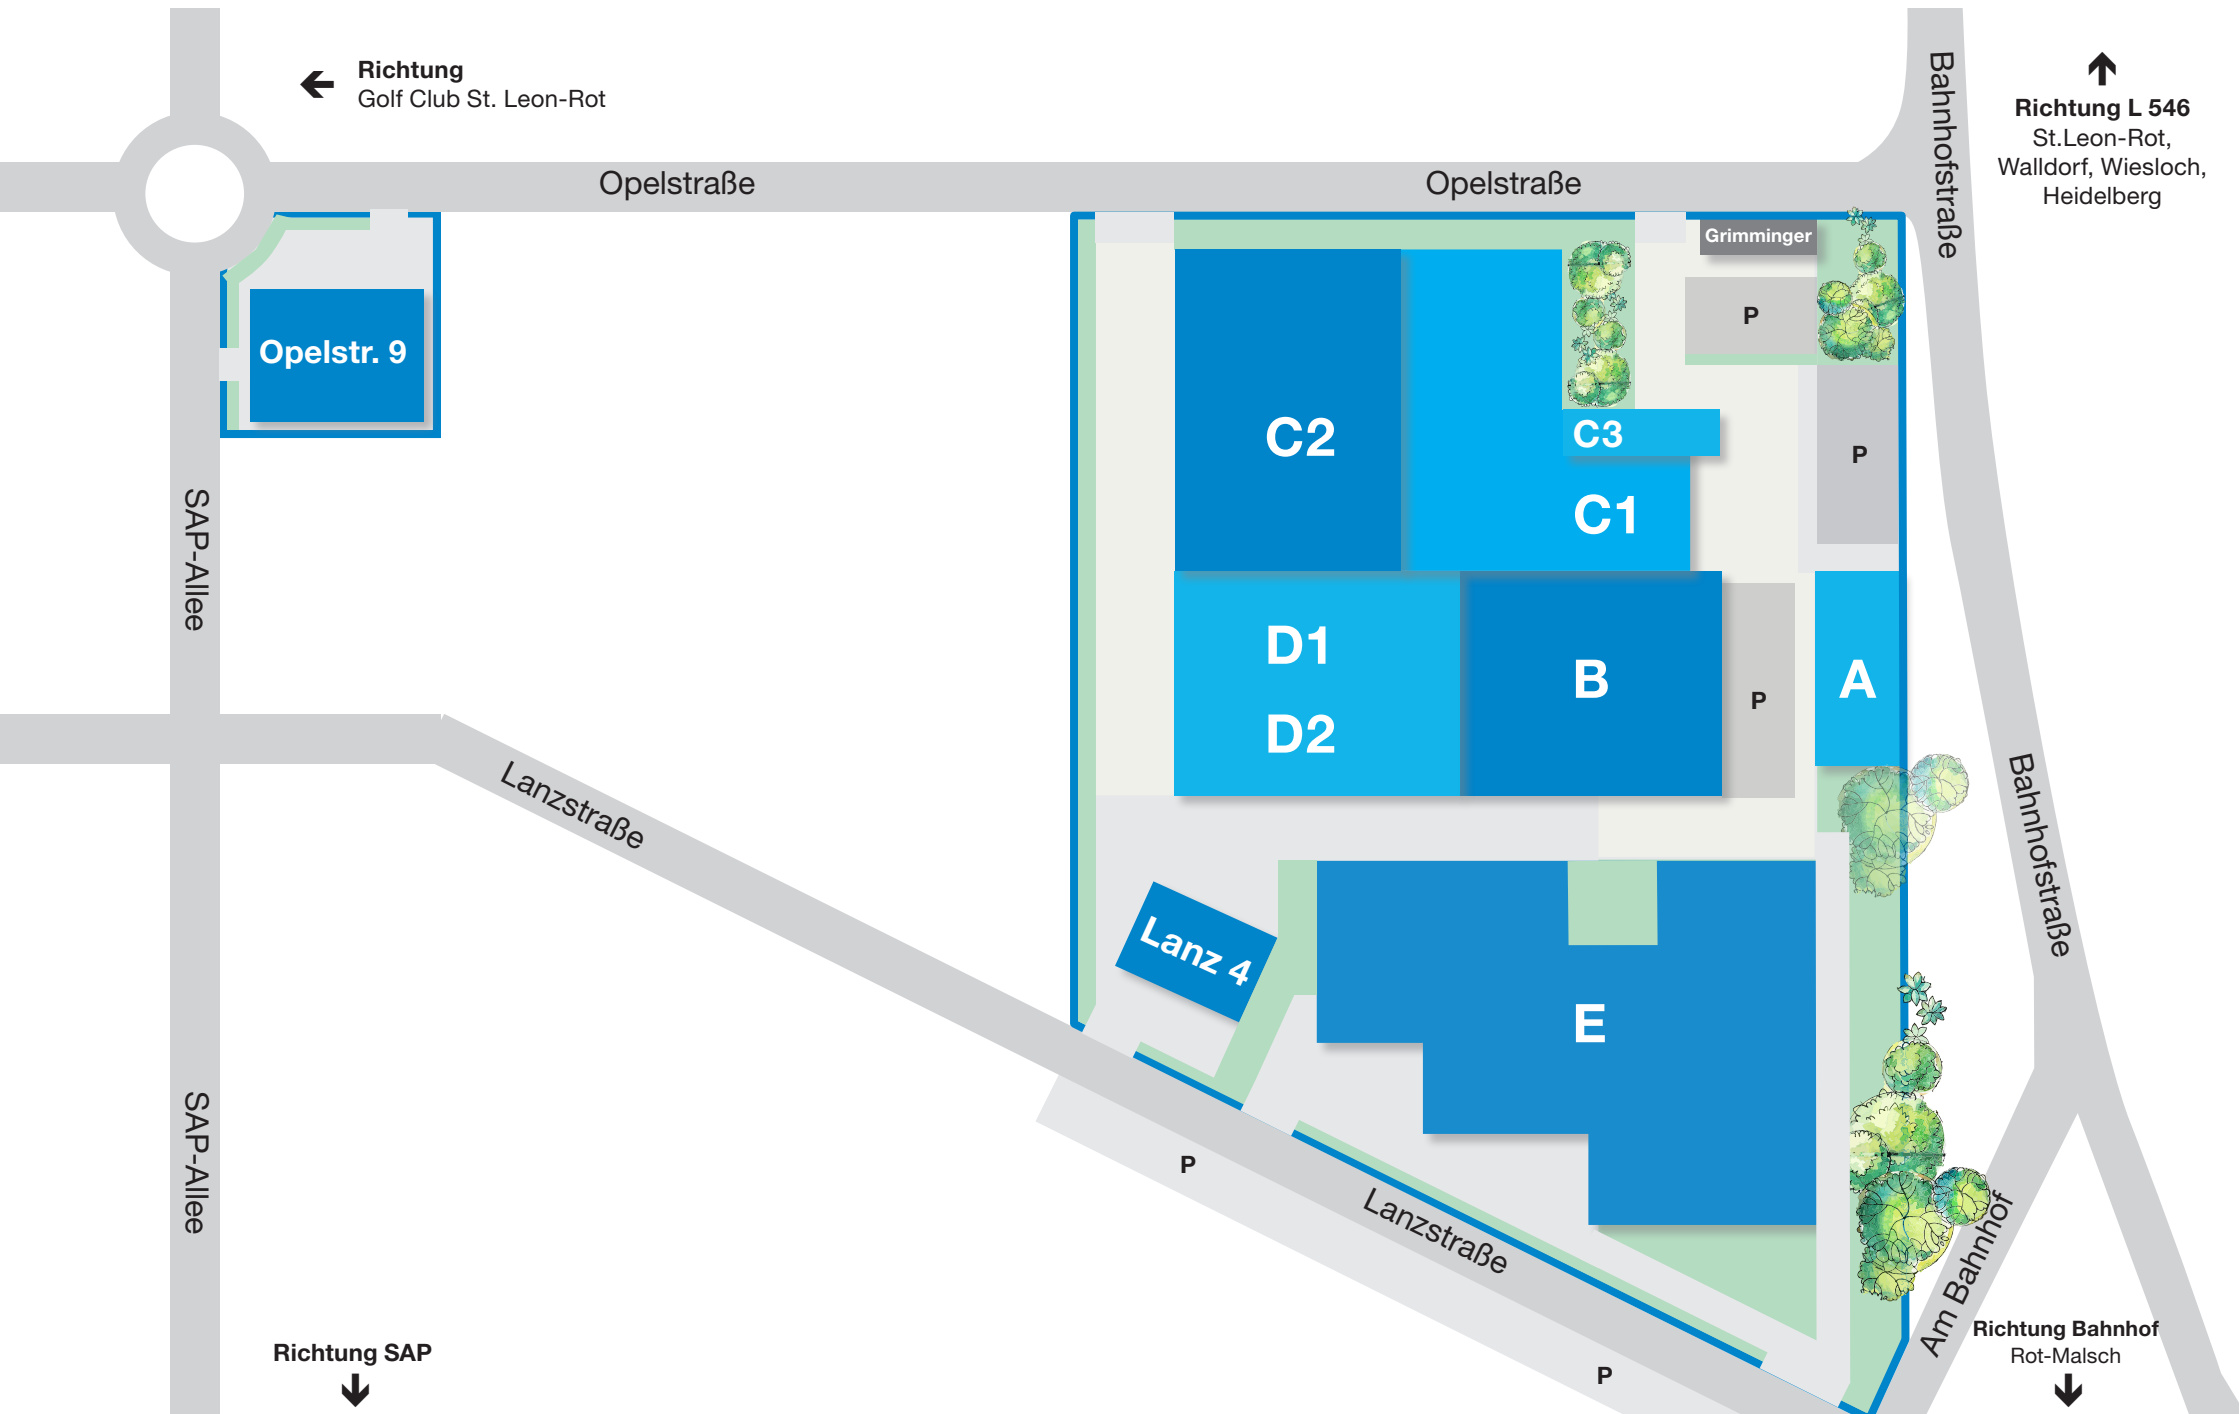 Richtung
Golf Club St. Leon-Rot
Bahnhofstraße
Richtung L 546
St.Leon-Rot,
Walldorf, Wiesloch,
Heidelberg
Opelstraße
Opelstraße
Grimminger
P
Opelstr. 9
C2
C3
P
C1
SAP-Allee
D1
B
A
P
D2
Lanzstraße
Bahnhofstraße
Lanz 4
E
SAP-Allee
P
Lanzstraße
Am Bahnhof
Richtung SAP
P
Richtung Bahnhof
Rot-Malsch